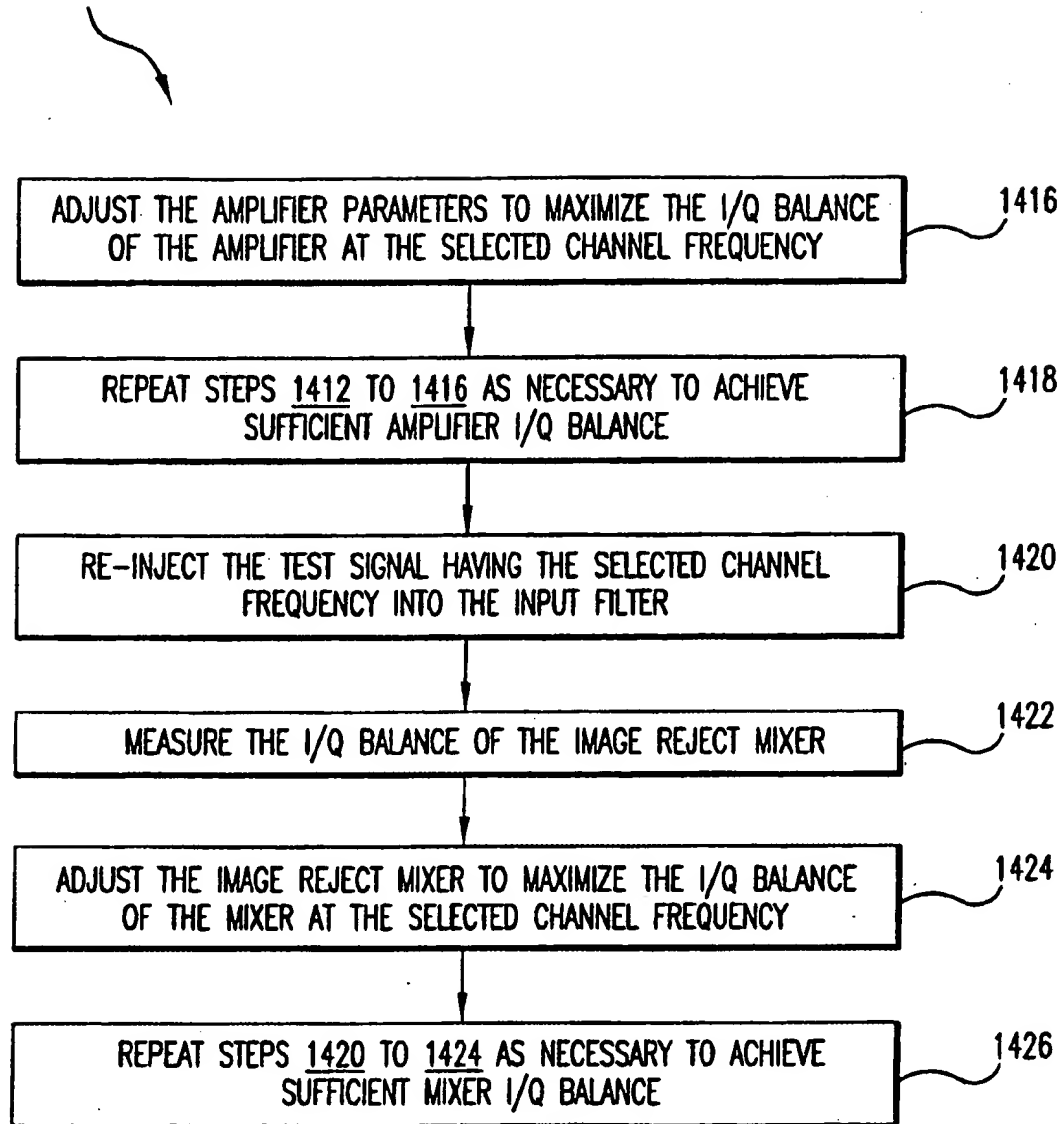 ADJUST THE AMPLIFIER PARAMETERS TO MAXIMIZE THE I/Q BALANCE
OF THE AMPLIFIER AT THE SELECTED CHANNEL FREQUENCY
1416
REPEAT STEPS 1412 TO 1416 AS NECESSARY TO ACHIEVE
SUFFICIENT AMPLIFIER I/Q BALANCE
1418
RE-INJECT THE TEST SIGNAL HAVING THE SELECTED CHANNEL
FREQUENCY INTO THE INPUT FILTER
1420
MEASURE THE I/Q BALANCE OF THE IMAGE REJECT MIXER
1422
ADJUST THE IMAGE REJECT MIXER TO MAXIMIZE THE I/Q BALANCE
OF THE MIXER AT THE SELECTED CHANNEL FREQUENCY
1424
REPEAT STEPS 1420 TO 1424 AS NECESSARY TO ACHIEVE
SUFFICIENT MIXER I/Q BALANCE
1426